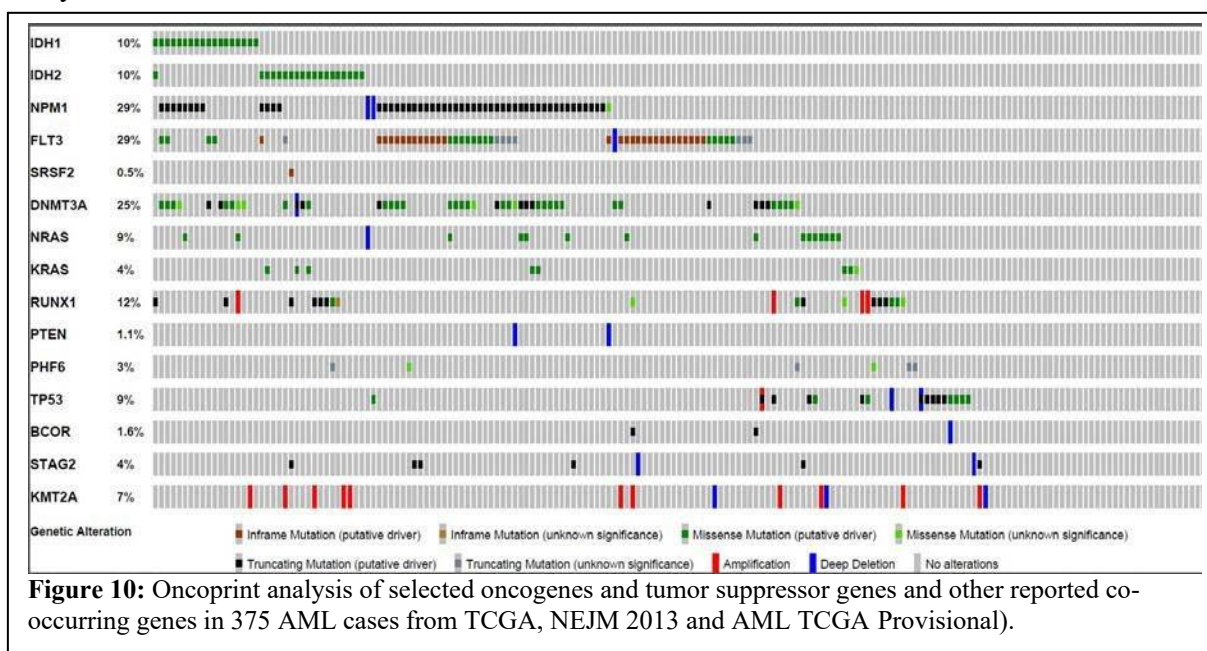 IDH1 10%
IDH2 10%
NPM1 29%
FLT3 29%
SRSF2 0.5%
DNMT3A 25%
NRAS 9%
KRAS 4%
RUNX1 12%
PTEN 1.1%
PHF6 3%
TP53 9%
BCOR 1.6%
STAG2 4%
KMT2A 7%
Genetic Alteration Inframe Mutation (putative driver) Inframe Mutation (unknown significance) Missense Mutation (putative driver) Missense Mutation (unknown significance)
Truncating Mutation (putative driver) Truncating Mutation (unknown significance) Amplification Deep Deletion No alterations
Figure 10: Oncoprint analysis of selected oncogenes and tumor suppressor genes and other reported co-
occurring genes in 375 AML cases from TCGA, NEJM 2013 and AML TCGA Provisional).